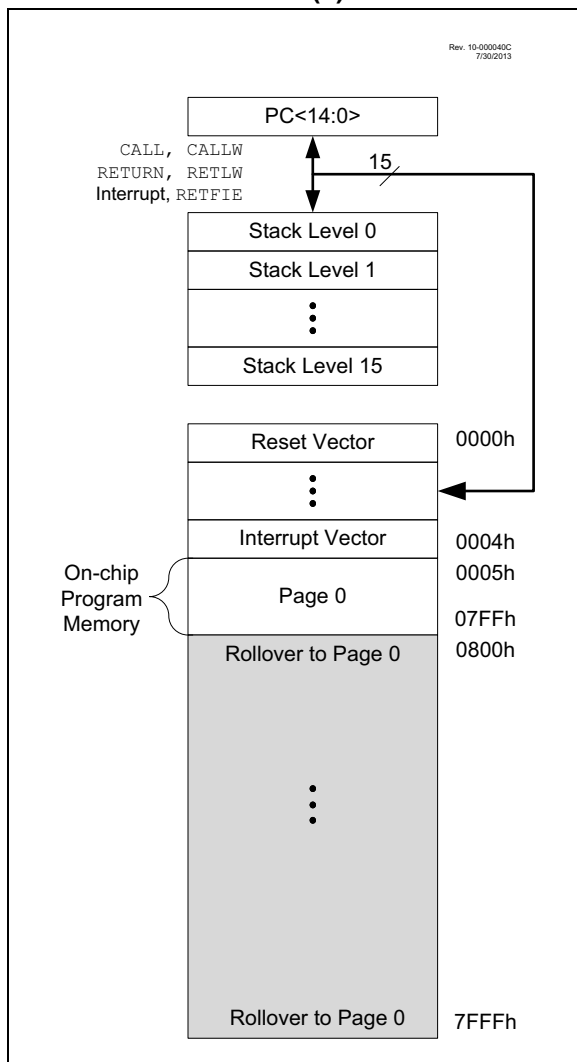 Rev. 10-000040C
7/30/2013
PC<14:0>
CALL, CALLW
RETURN, RETLW
Interrupt, RETFIE
15
Stack Level 0
Stack Level 1
Stack Level 15
Reset Vector
0000h
Interrupt Vector
0004h
On-chip
Program
Memory
0005h
Page 0
07FFh
Rollover to Page 0
0800h
Rollover to Page 0
7FFFh